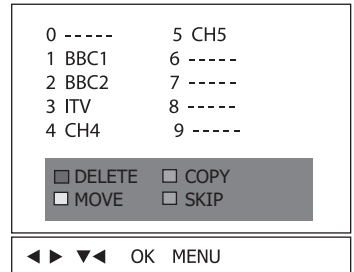 0 ----- 5 CH5
1 BBC1 6 -----
2 BBC2 7 -----
3 ITV 8 -----
4 CH4 9 -----
DELETE COPY
MOVE SKIP
◀ ▶ ▼◀ OK MENU